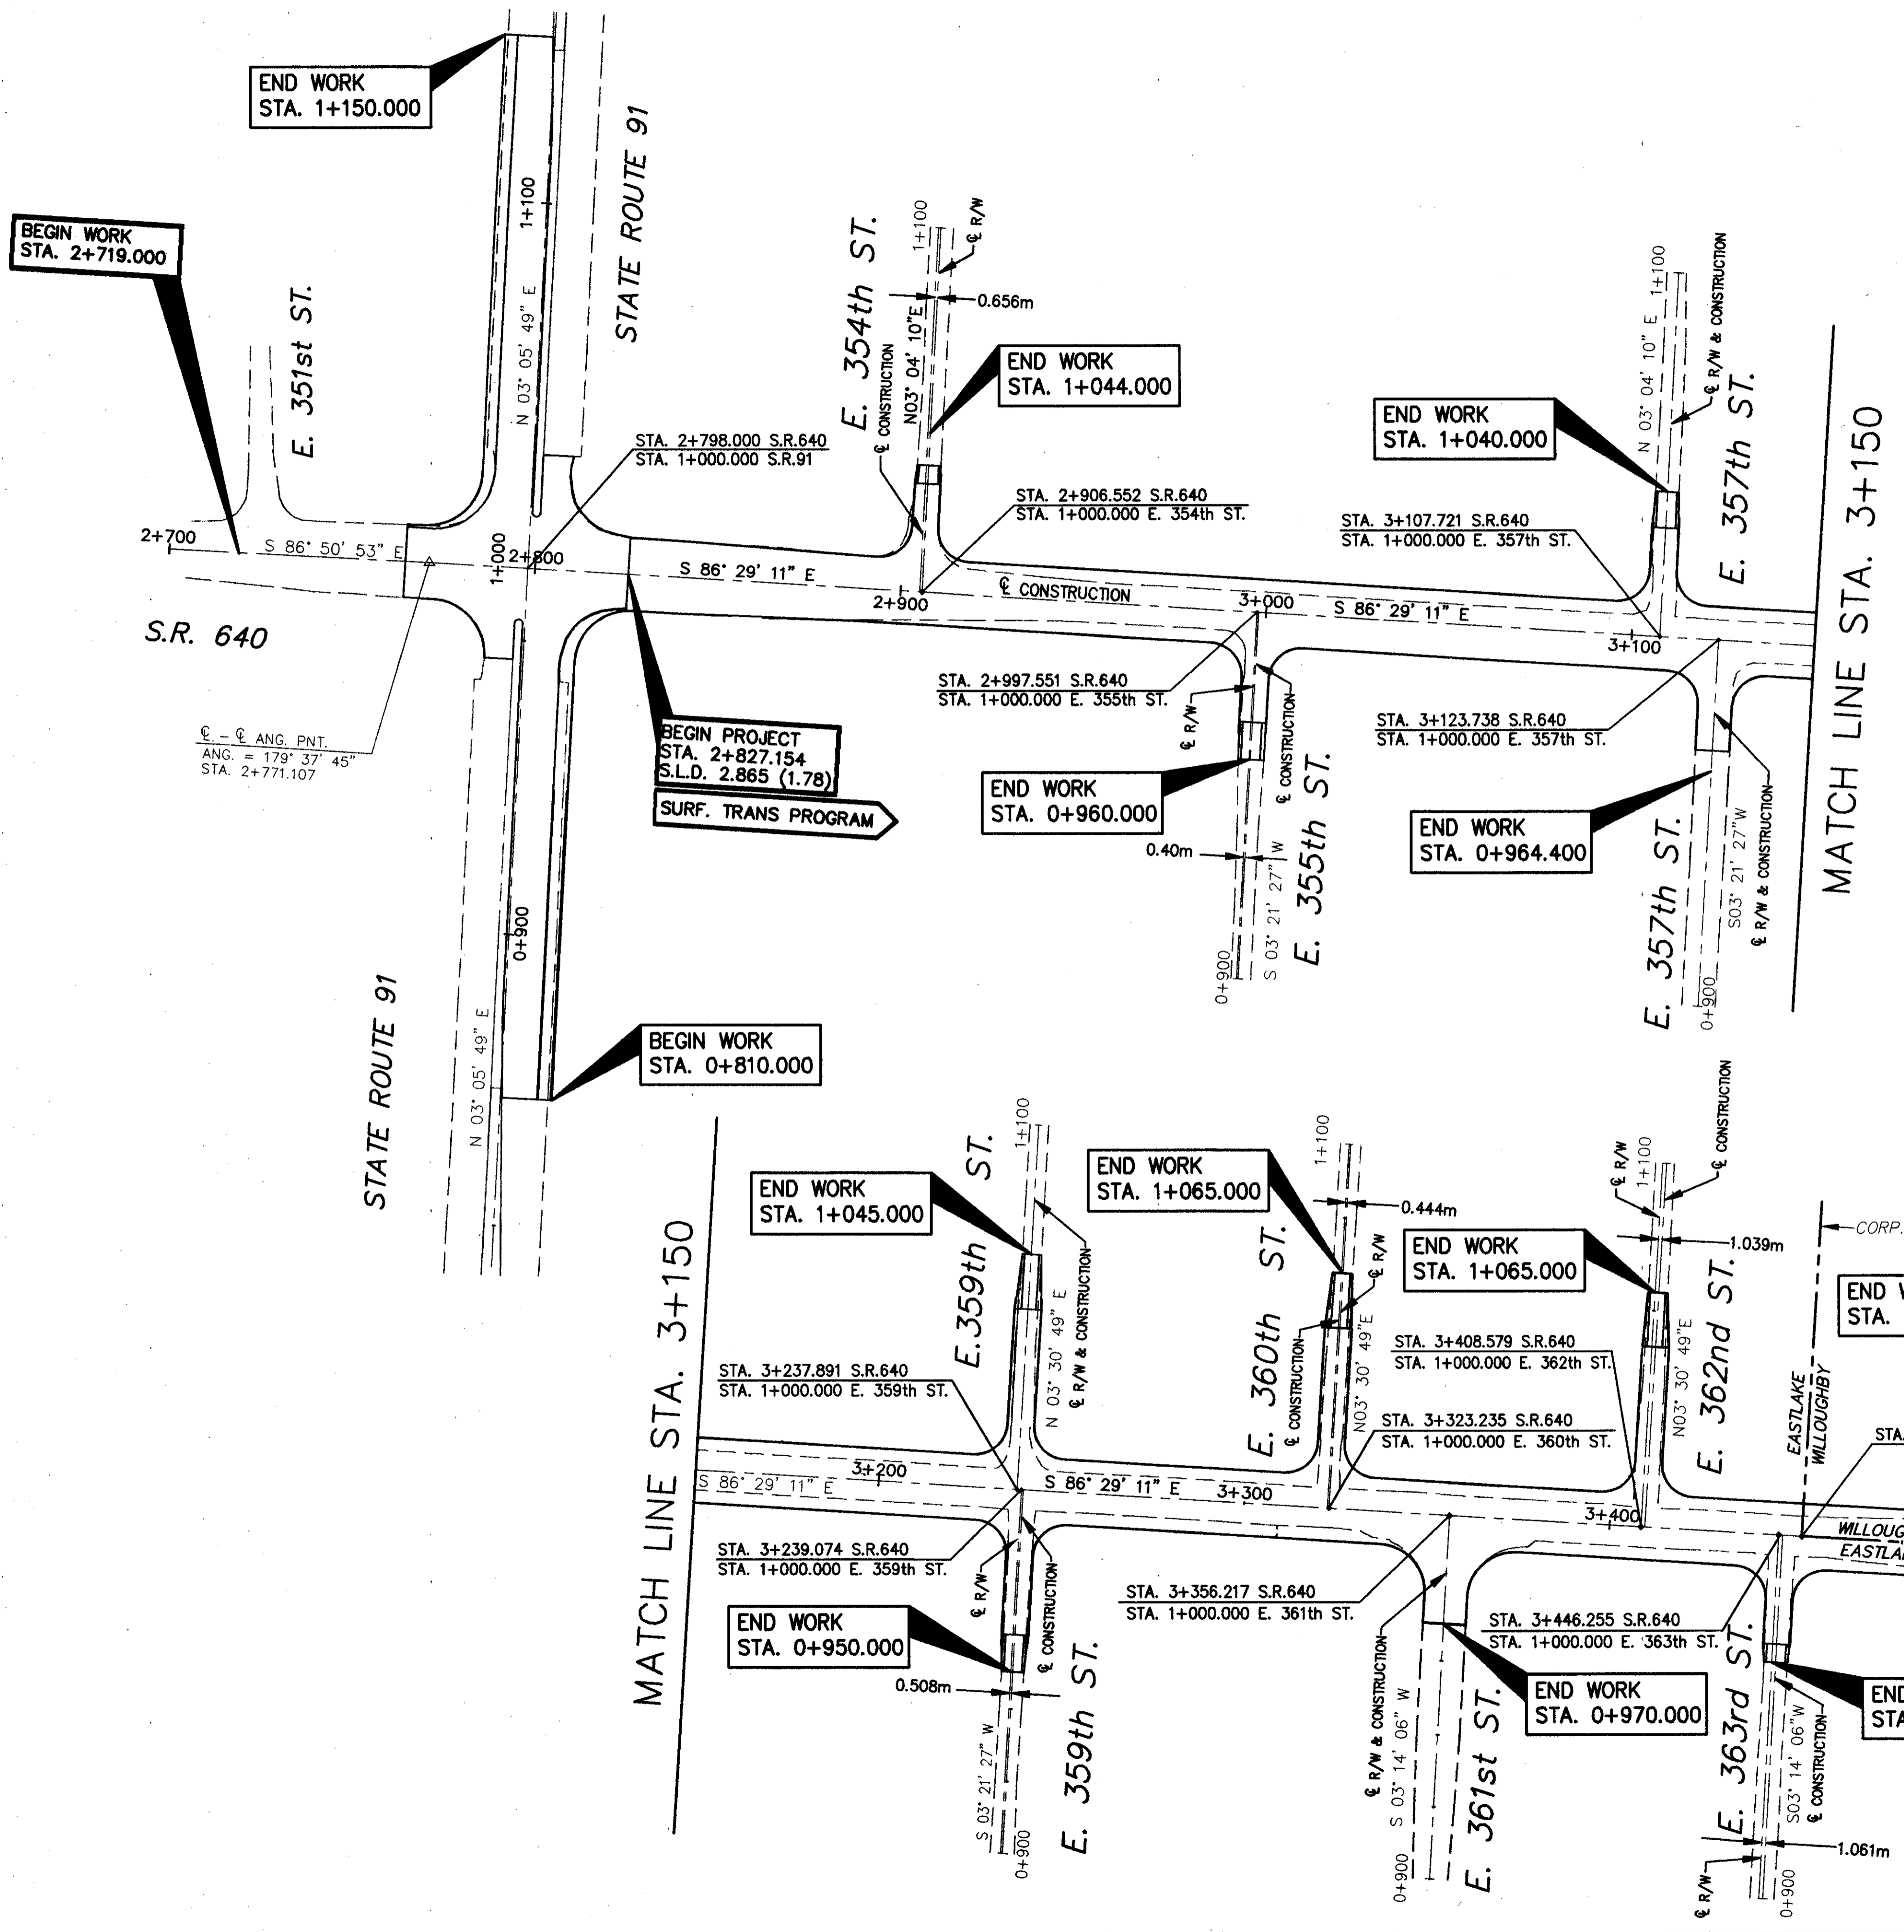 END WORK
STA. 1+150.000
BEGIN WORK
STA. 2+719.000
E. 351st ST.
1+100
N 03° 05' 49" E
STATE ROUTE 91
STA. 2+798.000 S.R.640
STA. 1+000.000 S.R.91
2+700
S 86° 50' 53" E
1+000
2+800
S.R. 640
℄ - ℄ ANG. PNT.
ANG. = 179° 37' 45"
STA. 2+771.107
S 86° 29' 11" E
BEGIN PROJECT
STA. 2+827.154
S.L.D. 2.865 (1.78)
SURF. TRANS PROGRAM
0+900
STATE ROUTE 91
N 03° 05' 49" E
BEGIN WORK
STA. 0+810.000
E. 354th ST.
℄ CONSTRUCTION
N03° 04' 10"E
1+100
℄ R/W
0.656m
END WORK
STA. 1+044.000
STA. 2+906.552 S.R.640
STA. 1+000.000 E. 354th ST.
2+900
℄ CONSTRUCTION
3+000
S 86° 29' 11" E
STA. 2+997.551 S.R.640
STA. 1+000.000 E. 355th ST.
℄ R/W
℄ CONSTRUCTION
END WORK
STA. 0+960.000
0.40m
0+900
S 03° 21' 27" W
E. 355th ST.
END WORK
STA. 1+040.000
N 03° 04' 10" E
1+100
℄ R/W & CONSTRUCTION
E. 357th ST.
STA. 3+107.721 S.R.640
STA. 1+000.000 E. 357th ST.
3+100
STA. 3+123.738 S.R.640
STA. 1+000.000 E. 357th ST.
END WORK
STA. 0+964.400
E. 357th ST.
0+900
S03° 21' 27"W
℄ R/W & CONSTRUCTION
MATCH LINE STA. 3+150
MATCH LINE STA. 3+150
END WORK
STA. 1+045.000
E.359th ST.
1+100
N 03° 30' 49" E
℄ R/W & CONSTRUCTION
STA. 3+237.891 S.R.640
STA. 1+000.000 E. 359th ST.
3+200
S 86° 29' 11" E
S 86° 29' 11" E
3+300
STA. 3+239.074 S.R.640
STA. 1+000.000 E. 359th ST.
℄ R/W
℄ CONSTRUCTION
END WORK
STA. 0+950.000
0.508m
S 03° 21' 27" W
0+900
E. 359th ST.
END WORK
STA. 1+065.000
1+100
0.444m
E. 360th ST.
℄ CONSTRUCTION
℄ R/W
N03° 30' 49"E
STA. 3+323.235 S.R.640
STA. 1+000.000 E. 360th ST.
END WORK
STA. 1+065.000
℄ R/W
1+100
℄ CONSTRUCTION
1.039m
STA. 3+408.579 S.R.640
STA. 1+000.000 E. 362th ST.
N03° 30' 49"E
E. 362nd ST.
3+400
STA. 3+356.217 S.R.640
STA. 1+000.000 E. 361th ST.
℄ R/W & CONSTRUCTION
0+900
S 03° 14' 06" W
E. 361st ST.
END WORK
STA. 0+970.000
STA. 3+446.255 S.R.640
STA. 1+000.000 E. 363th ST.
E. 363rd ST.
S03° 14' 06"W
℄ CONSTRUCTION
1.061m
℄ R/W
0+900
CORP.
END W
STA.
EASTLAKE
WILLOUGHBY
STA.
WILLOUG
EASTLA
END
STA